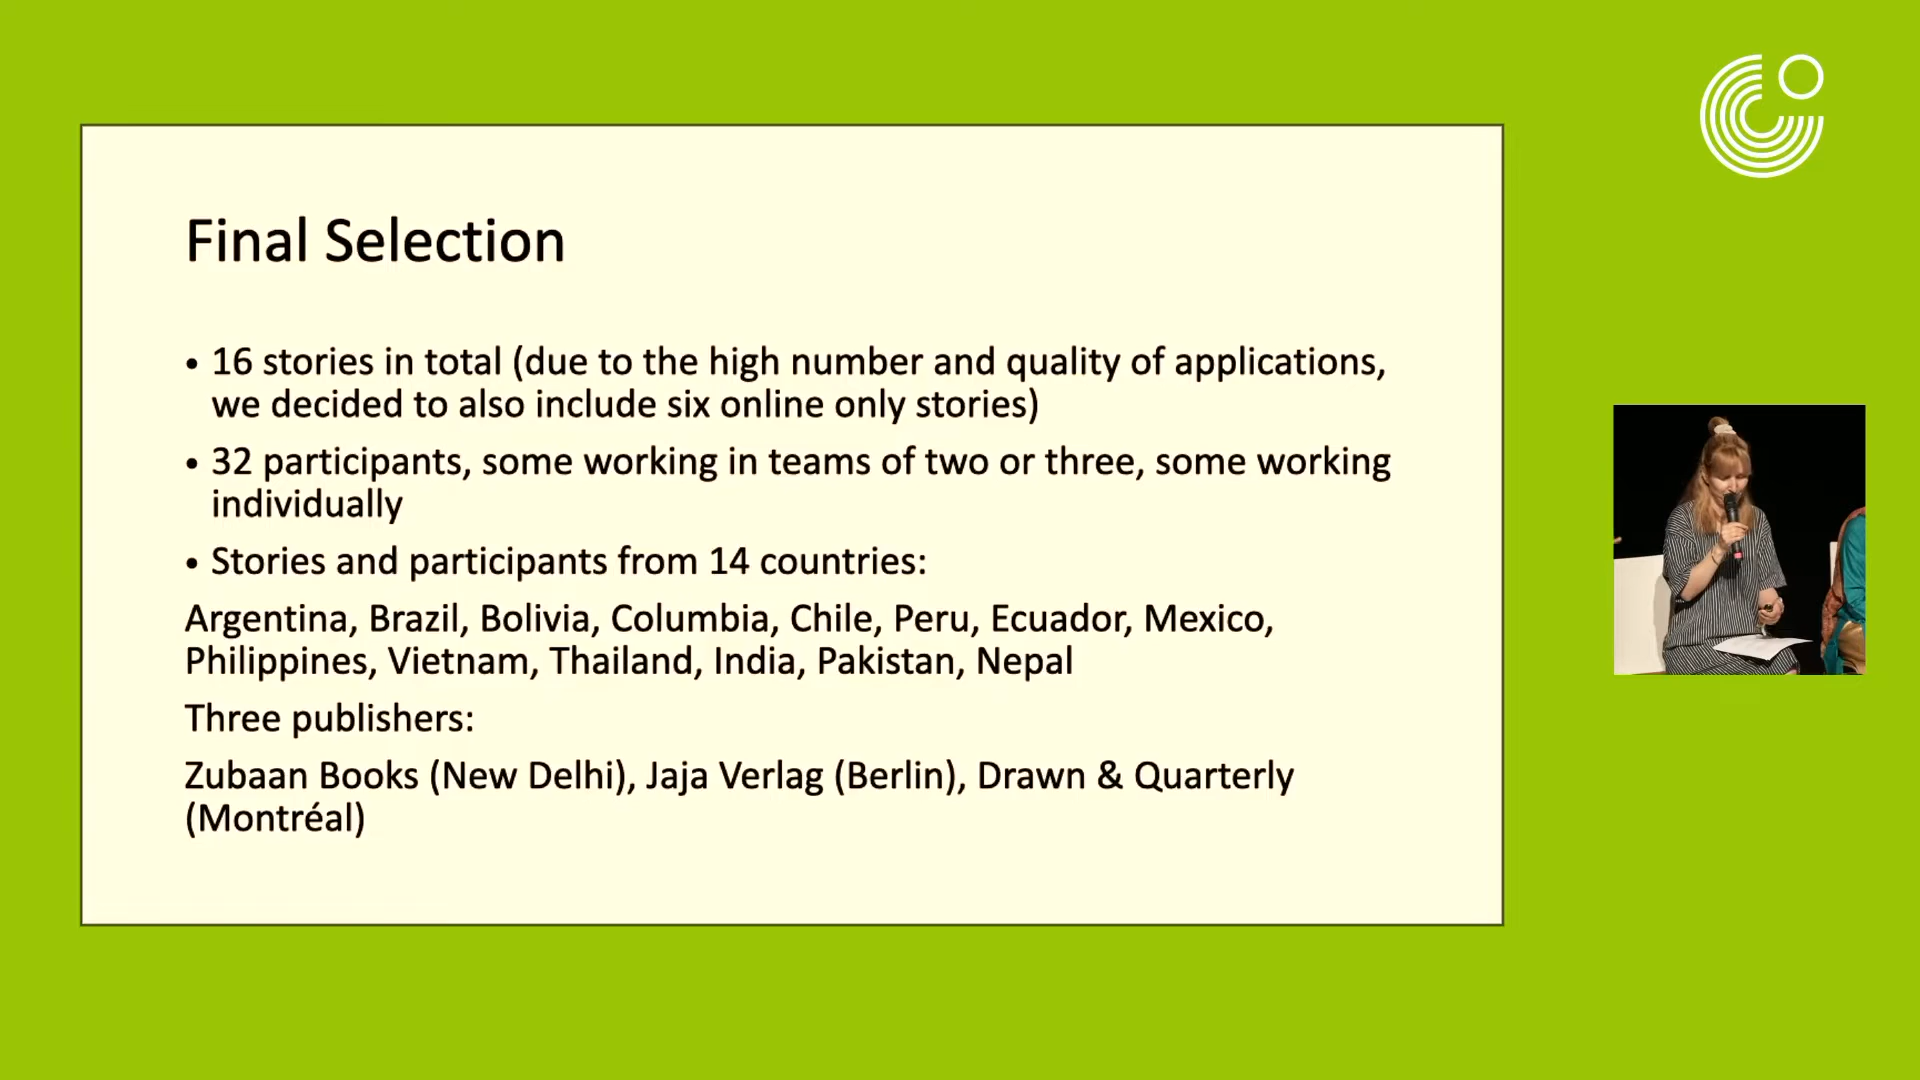 Final Selection
• 16 stories in total (due to the high number and quality of applications,
we decided to also include six online only stories)
• 32 participants, some working in teams of two or three, some working
individually
• Stories and participants from 14 countries:
Argentina, Brazil, Bolivia, Columbia, Chile, Peru, Ecuador, Mexico,
Philippines, Vietnam, Thailand, India, Pakistan, Nepal
Three publishers:
Zubaan Books (New Delhi), Jaja Verlag (Berlin), Drawn & Quarterly
(Montréal)